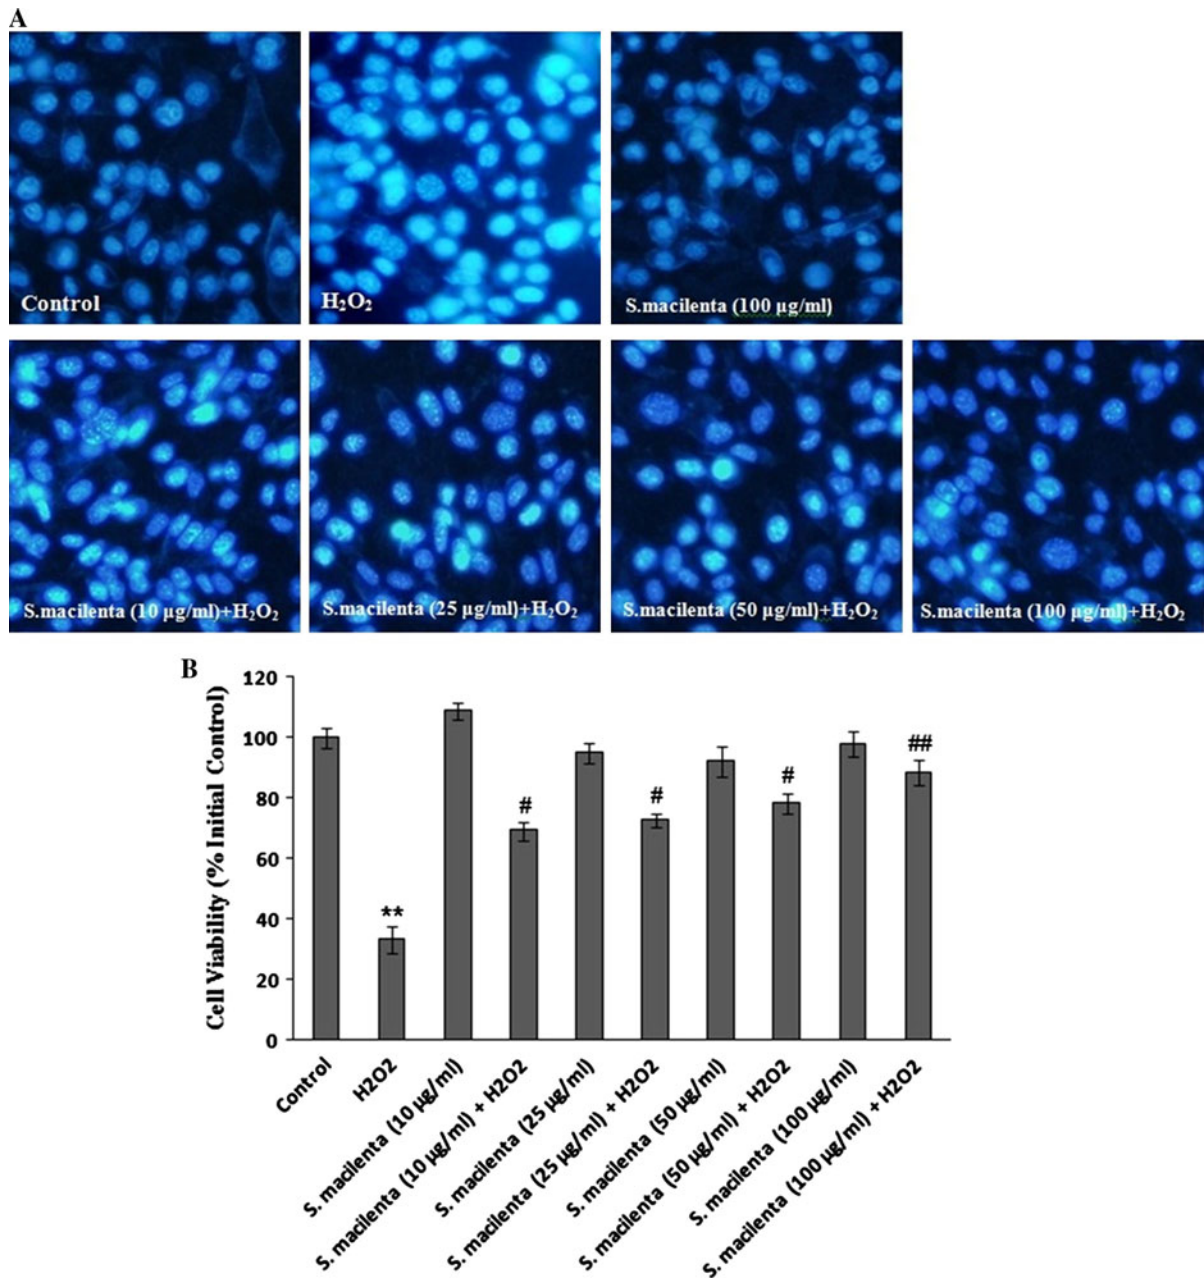 A
Control
H₂O₂
S.macilenta (100 µg/ml)
S.macilenta (10 µg/ml)+H₂O₂
S.macilenta (25 µg/ml)+H₂O₂
S.macilenta (50 µg/ml)+H₂O₂
S.macilenta (100 µg/ml)+H₂O₂
B
Cell Viability (% Initial Control)
120
100
80
60
40
20
0
**
#
#
#
##
Control
H2O2
S. macilenta (10 µg/ml)
S. macilenta (10 µg/ml) + H2O2
S. macilenta (25 µg/ml)
S. macilenta (25 µg/ml) + H2O2
S. macilenta (50 µg/ml)
S. macilenta (50 µg/ml) + H2O2
S. macilenta (100 µg/ml)
S. macilenta (100 µg/ml) + H2O2